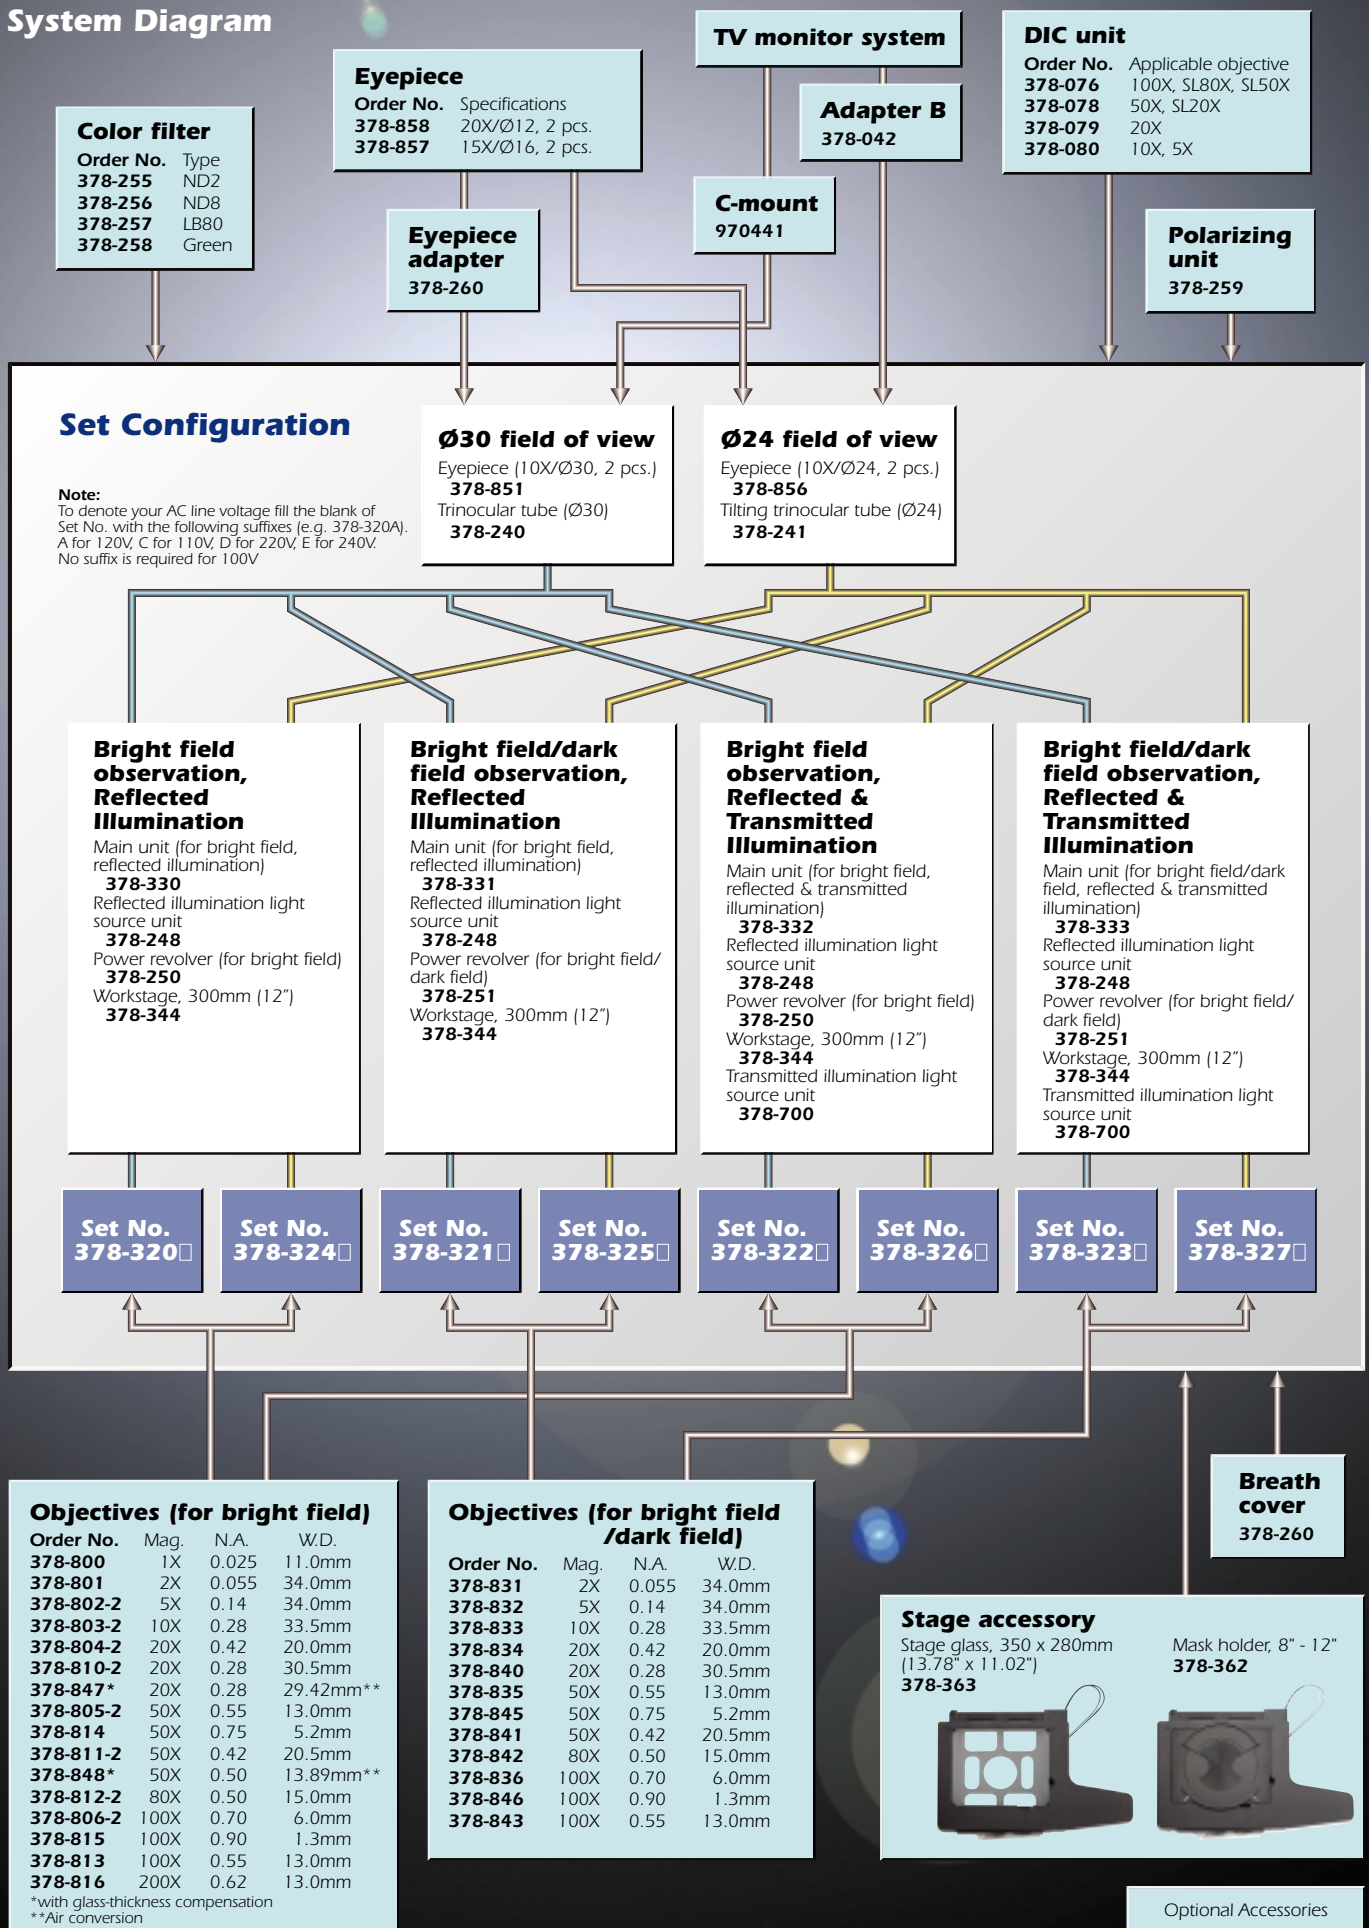 System Diagram
Color filter
Order No. Type
378-255 ND2
378-256 ND8
378-257 LB80
378-258 Green
Eyepiece
Order No. Specifications
378-858 20X/Ø12, 2 pcs.
378-857 15X/Ø16, 2 pcs.
Eyepiece
adapter
378-260
TV monitor system
Adapter B
378-042
C-mount
970441
DIC unit
Order No. Applicable objective
378-076 100X, SL80X, SL50X
378-078 50X, SL20X
378-079 20X
378-080 10X, 5X
Polarizing
unit
378-259
Set Configuration
Note:
To denote your AC line voltage fill the blank of
Set No. with the following suffixes (e.g. 378-320A).
A for 120V, C for 110V, D for 220V, E for 240V.
No suffix is required for 100V
Ø30 field of view
Eyepiece (10X/Ø30, 2 pcs.)
378-851
Trinocular tube (Ø30)
378-240
Ø24 field of view
Eyepiece (10X/Ø24, 2 pcs.)
378-856
Tilting trinocular tube (Ø24)
378-241
Bright field
observation,
Reflected
Illumination
Main unit (for bright field,
reflected illumination)
378-330
Reflected illumination light
source unit
378-248
Power revolver (for bright field)
378-250
Workstage, 300mm (12″)
378-344
Bright field/dark
field observation,
Reflected
Illumination
Main unit (for bright field,
reflected illumination)
378-331
Reflected illumination light
source unit
378-248
Power revolver (for bright field/
dark field)
378-251
Workstage, 300mm (12″)
378-344
Bright field
observation,
Reflected &
Transmitted
Illumination
Main unit (for bright field,
reflected & transmitted
illumination)
378-332
Reflected illumination light
source unit
378-248
Power revolver (for bright field)
378-250
Workstage, 300mm (12″)
378-344
Transmitted illumination light
source unit
378-700
Bright field/dark
field observation,
Reflected &
Transmitted
Illumination
Main unit (for bright field/dark
field, reflected & transmitted
illumination)
378-333
Reflected illumination light
source unit
378-248
Power revolver (for bright field/
dark field)
378-251
Workstage, 300mm (12″)
378-344
Transmitted illumination light
source unit
378-700
Set No.
378-320□
Set No.
378-324□
Set No.
378-321□
Set No.
378-325□
Set No.
378-322□
Set No.
378-326□
Set No.
378-323□
Set No.
378-327□
Objectives (for bright field)
Order No. Mag. N.A. W.D.
378-800 1X 0.025 11.0mm
378-801 2X 0.055 34.0mm
378-802-2 5X 0.14 34.0mm
378-803-2 10X 0.28 33.5mm
378-804-2 20X 0.42 20.0mm
378-810-2 20X 0.28 30.5mm
378-847* 20X 0.28 29.42mm**
378-805-2 50X 0.55 13.0mm
378-814 50X 0.75 5.2mm
378-811-2 50X 0.42 20.5mm
378-848* 50X 0.50 13.89mm**
378-812-2 80X 0.50 15.0mm
378-806-2 100X 0.70 6.0mm
378-815 100X 0.90 1.3mm
378-813 100X 0.55 13.0mm
378-816 200X 0.62 13.0mm
*with glass-thickness compensation
**Air conversion
Objectives (for bright field
/dark field)
Order No. Mag. N.A. W.D.
378-831 2X 0.055 34.0mm
378-832 5X 0.14 34.0mm
378-833 10X 0.28 33.5mm
378-834 20X 0.42 20.0mm
378-840 20X 0.28 30.5mm
378-835 50X 0.55 13.0mm
378-845 50X 0.75 5.2mm
378-841 50X 0.42 20.5mm
378-842 80X 0.50 15.0mm
378-836 100X 0.70 6.0mm
378-846 100X 0.90 1.3mm
378-843 100X 0.55 13.0mm
Breath
cover
378-260
Stage accessory
Stage glass, 350 x 280mm
(13.78" x 11.02")
378-363
Mask holder, 8" - 12"
378-362
Optional Accessories